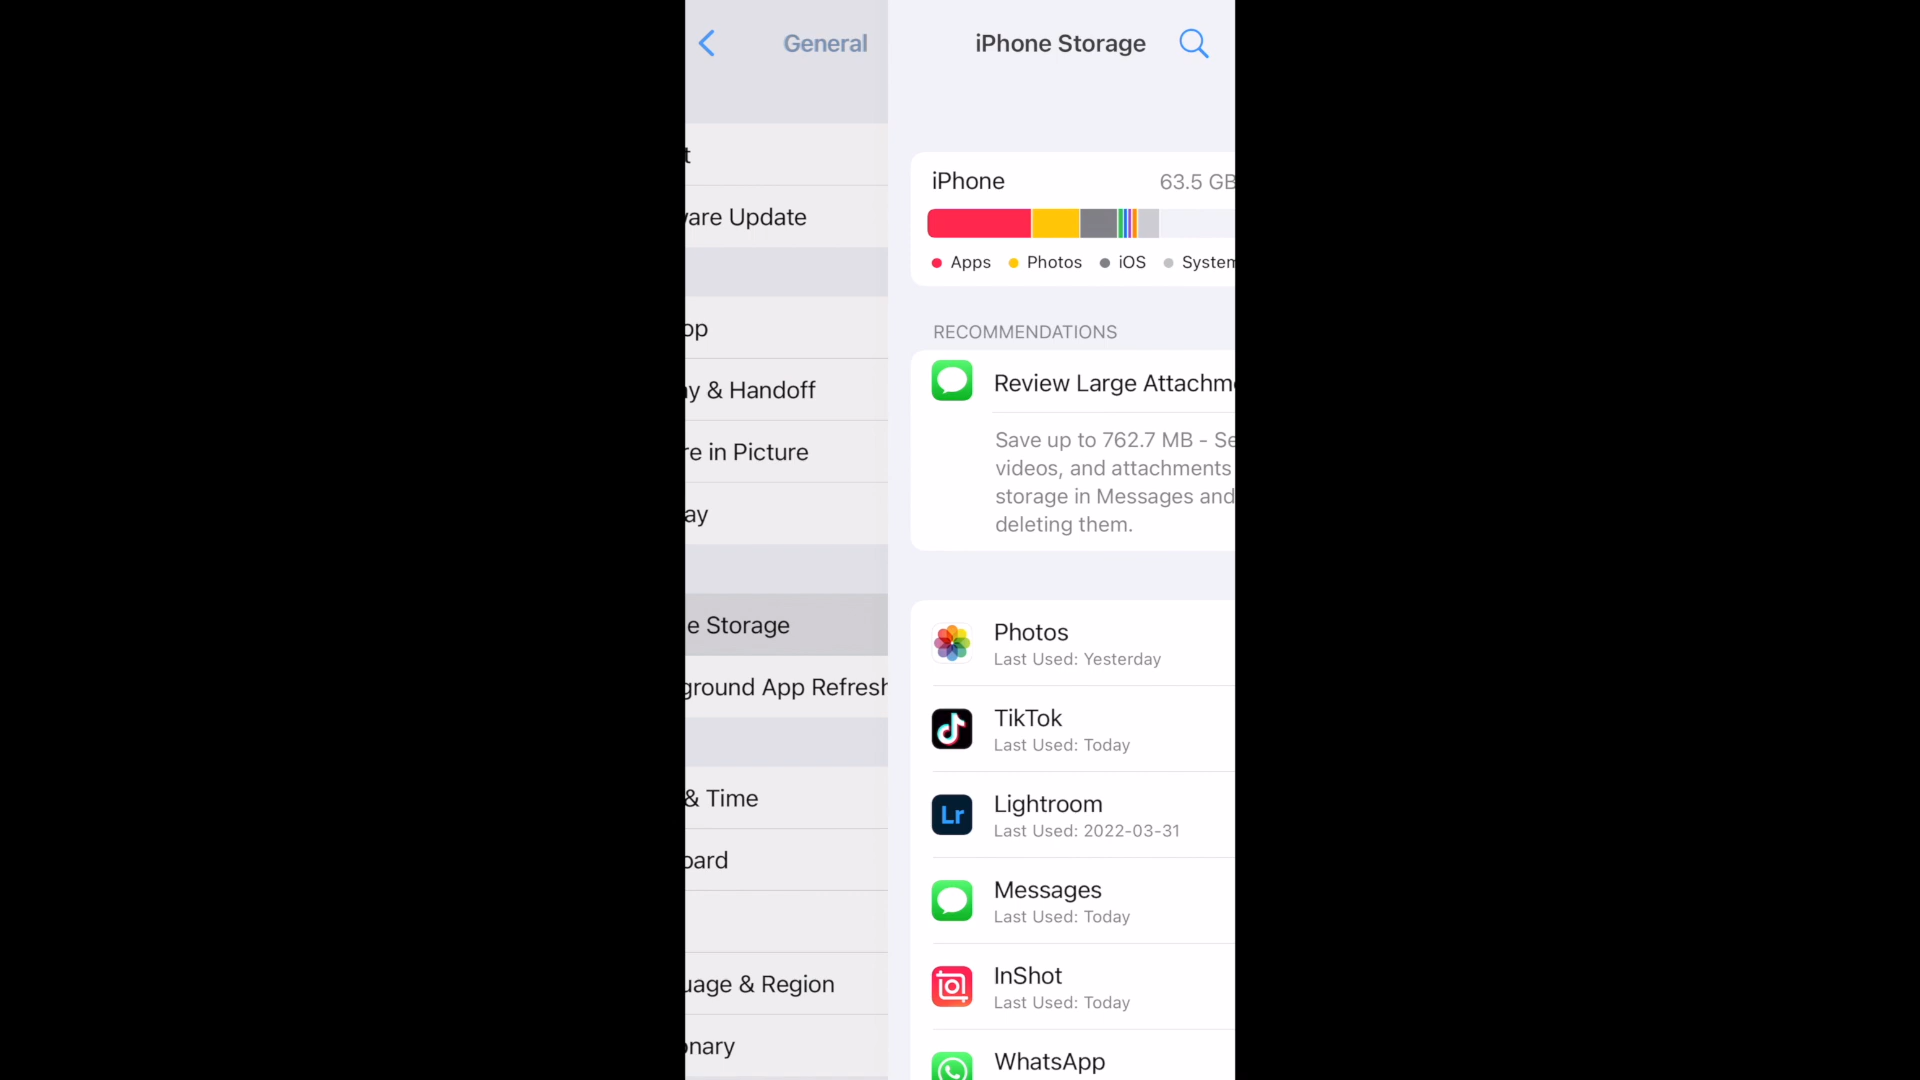 General
t
ware Update
op
ay & Handoff
re in Picture
ay
e Storage
ground App Refresh
& Time
oard
uage & Region
onary
iPhone Storage
iPhone 63.5 GB
Apps Photos iOS System
RECOMMENDATIONS
Review Large Attachm
Save up to 762.7 MB - Se
videos, and attachments
storage in Messages and
deleting them.
Photos
Last Used: Yesterday
TikTok
Last Used: Today
Lr
Lightroom
Last Used: 2022-03-31
Messages
Last Used: Today
InShot
Last Used: Today
WhatsApp